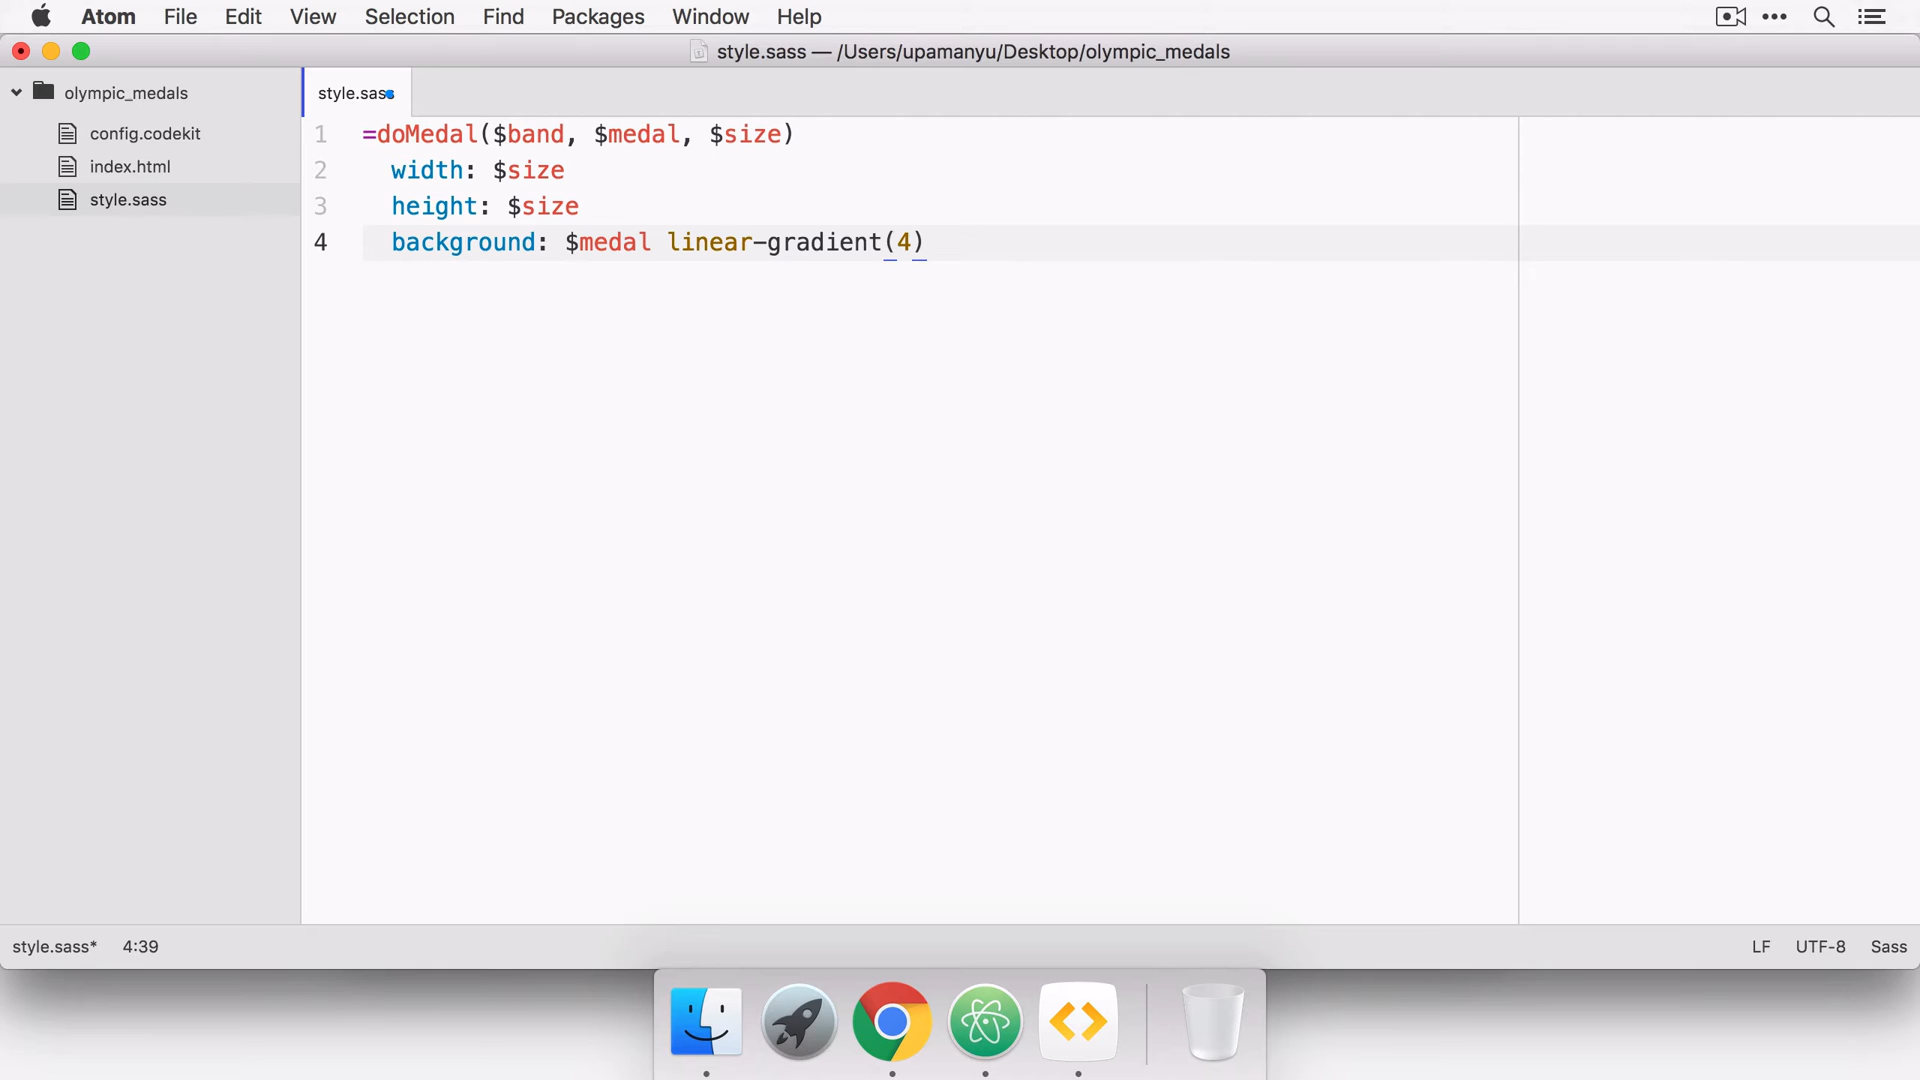 Atom File Edit View Selection Find Packages Window Help
style.sass — /Users/upamanyu/Desktop/olympic_medals
olympic_medals
config.codekit
index.html
style.sass
style.sass
1 =doMedal($band, $medal, $size)
2 width: $size
3 height: $size
4 background: $medal linear-gradient(4)
style.sass* 4:39
LF UTF-8 Sass